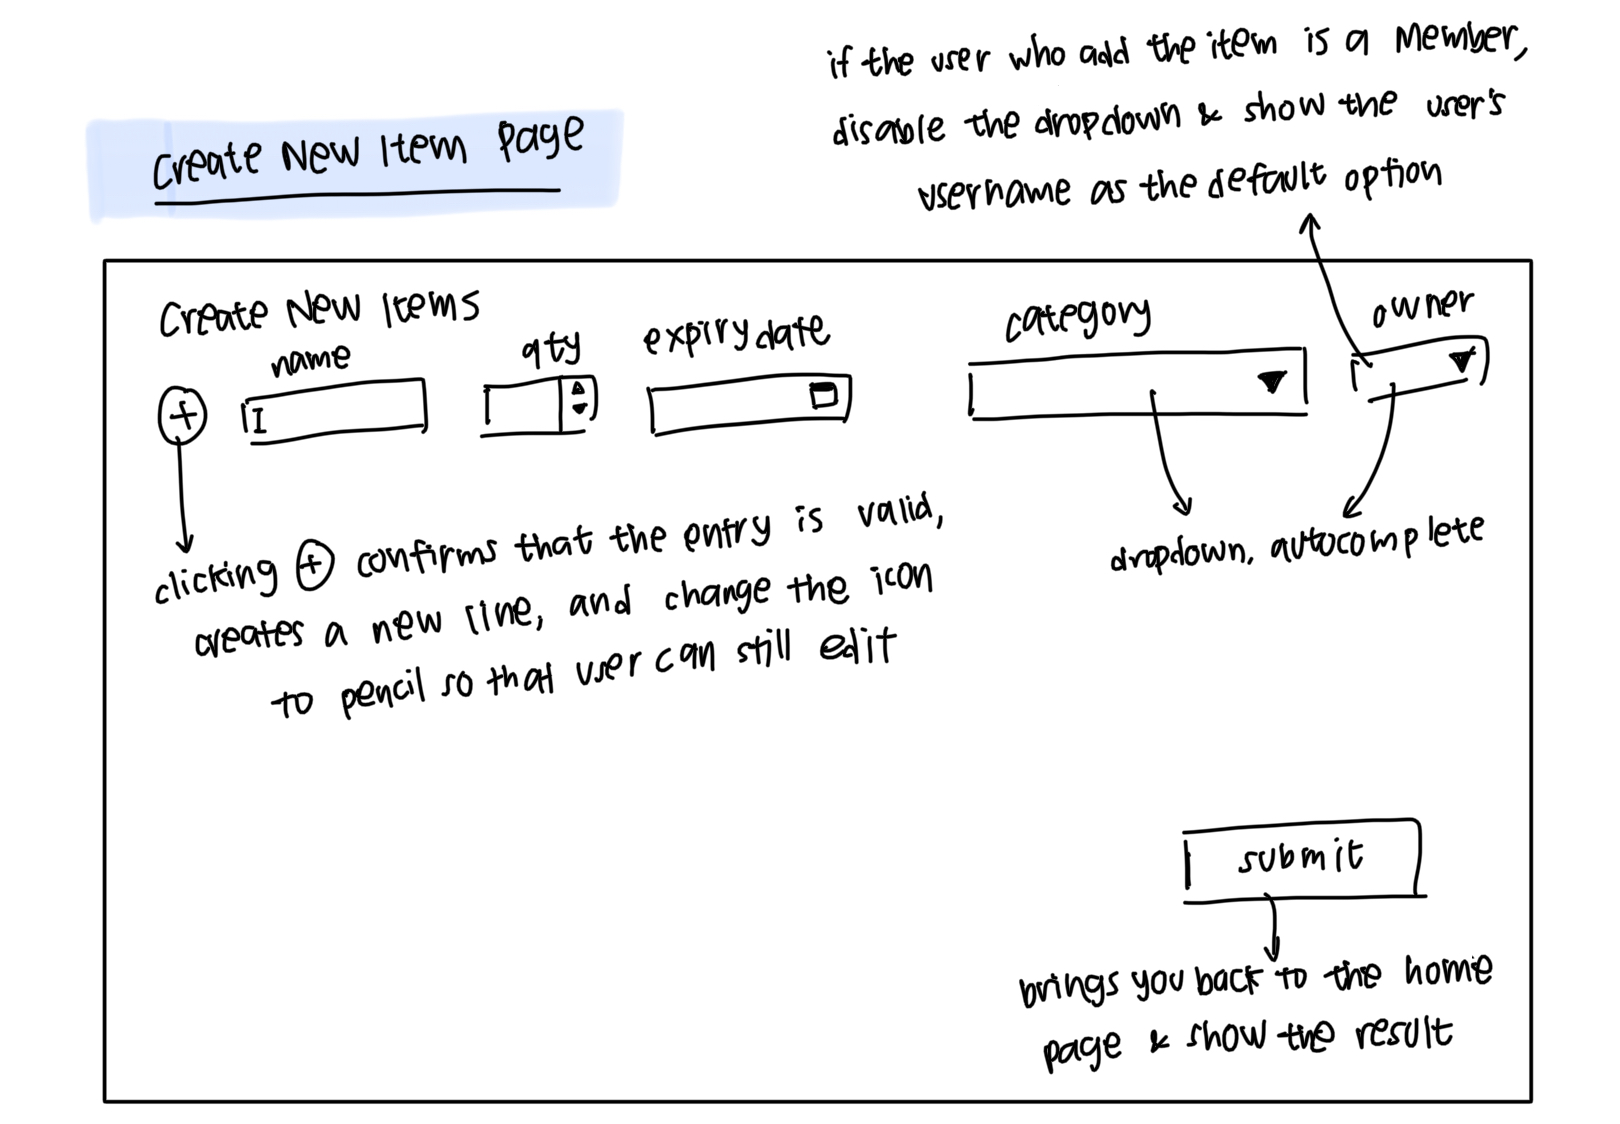 if the user who add the item is a member,
disable the dropdown & show the user's
username as the default option
Create New Item Page
Create New Items
name
qty
expiry date
category
owner
+
I
clicking + confirms that the entry is valid,
creates a new line, and change the icon
to pencil so that user can still edit
dropdown, autocomplete
submit
brings you back to the home
page & show the result